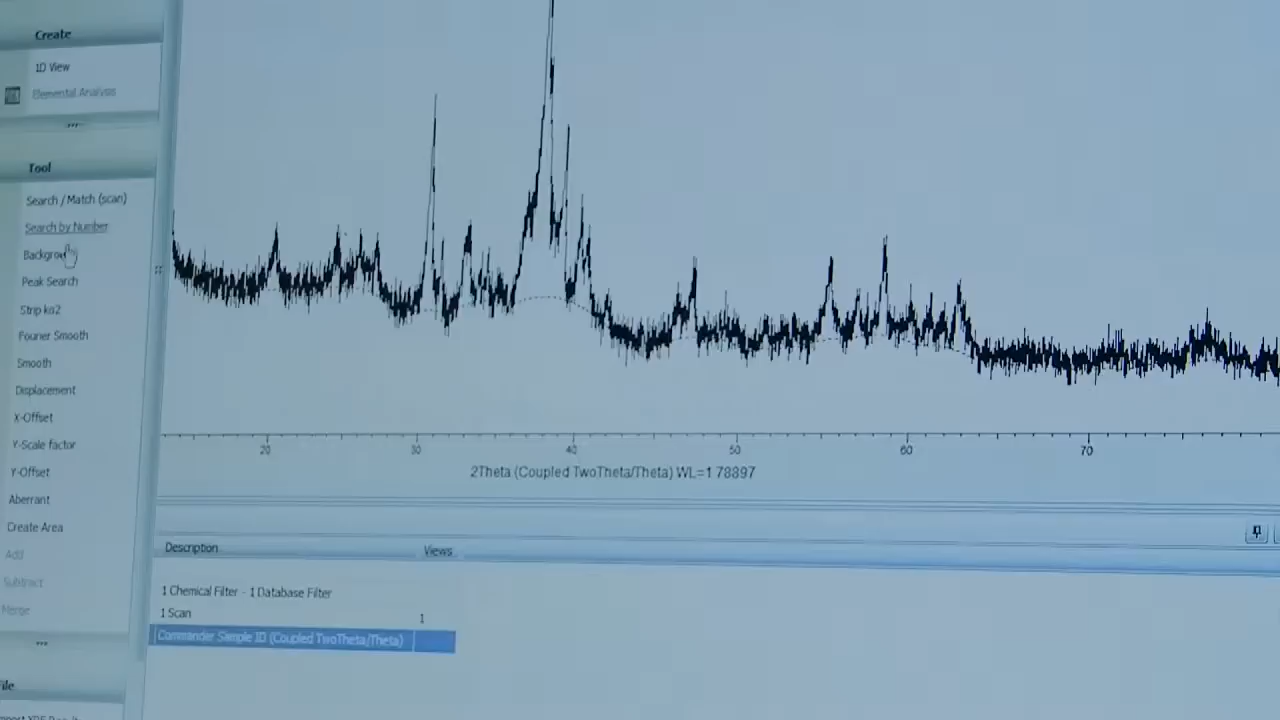 Create
1D View
Elemental Analysis
Tool
Search / Match (scan)
Search by Number
Backgrou
Peak Search
Strip kα2
Fourier Smooth
Smooth
Displacement
X-Offset
Y-Scale factor
Y-Offset
Aberrant
Create Area
Add
Subtract
Merge
20 30 40 50 60 70
2Theta (Coupled TwoTheta/Theta) WL=1.78897
Description Views
1 Chemical Filter - 1 Database Filter
1 Scan 1
Commander Sample ID (Coupled TwoTheta/Theta)
File